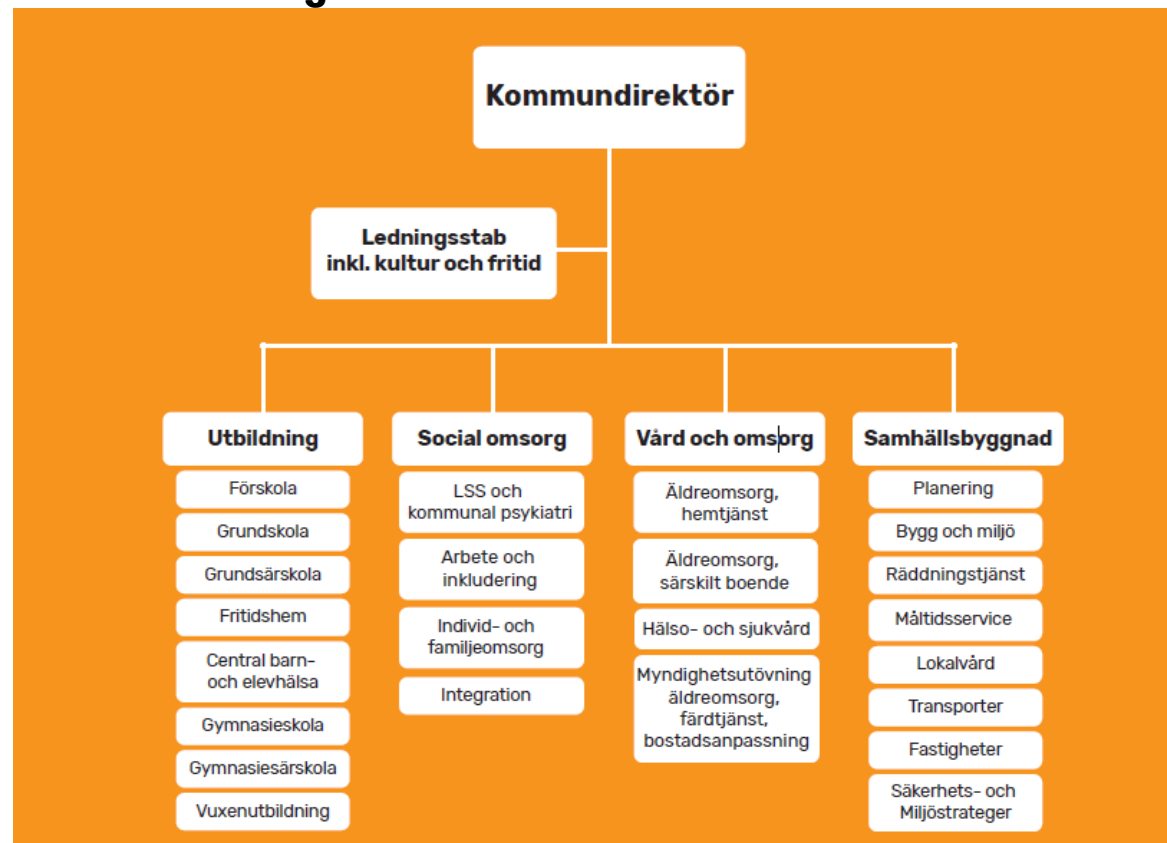 Kommundirektör
Ledningsstab
inkl. kultur och fritid
Utbildning
Förskola
Grundskola
Grundsärskola
Fritidshem
Central barn-
och elevhälsa
Gymnasieskola
Gymnasiesärskola
Vuxenutbildning
Social omsorg
LSS och
kommunal psykiatri
Arbete och
inkludering
Individ- och
familjeomsorg
Integration
Vård och omsorg
Äldreomsorg,
hemtjänst
Äldreomsorg,
särskilt boende
Hälso- och sjukvård
Myndighetsutövning
äldreomsorg,
färdtjänst,
bostadsanpassning
Samhällsbyggnad
Planering
Bygg och miljö
Räddningstjänst
Måltidsservice
Lokalvård
Transporter
Fastigheter
Säkerhets- och
Miljöstrateger